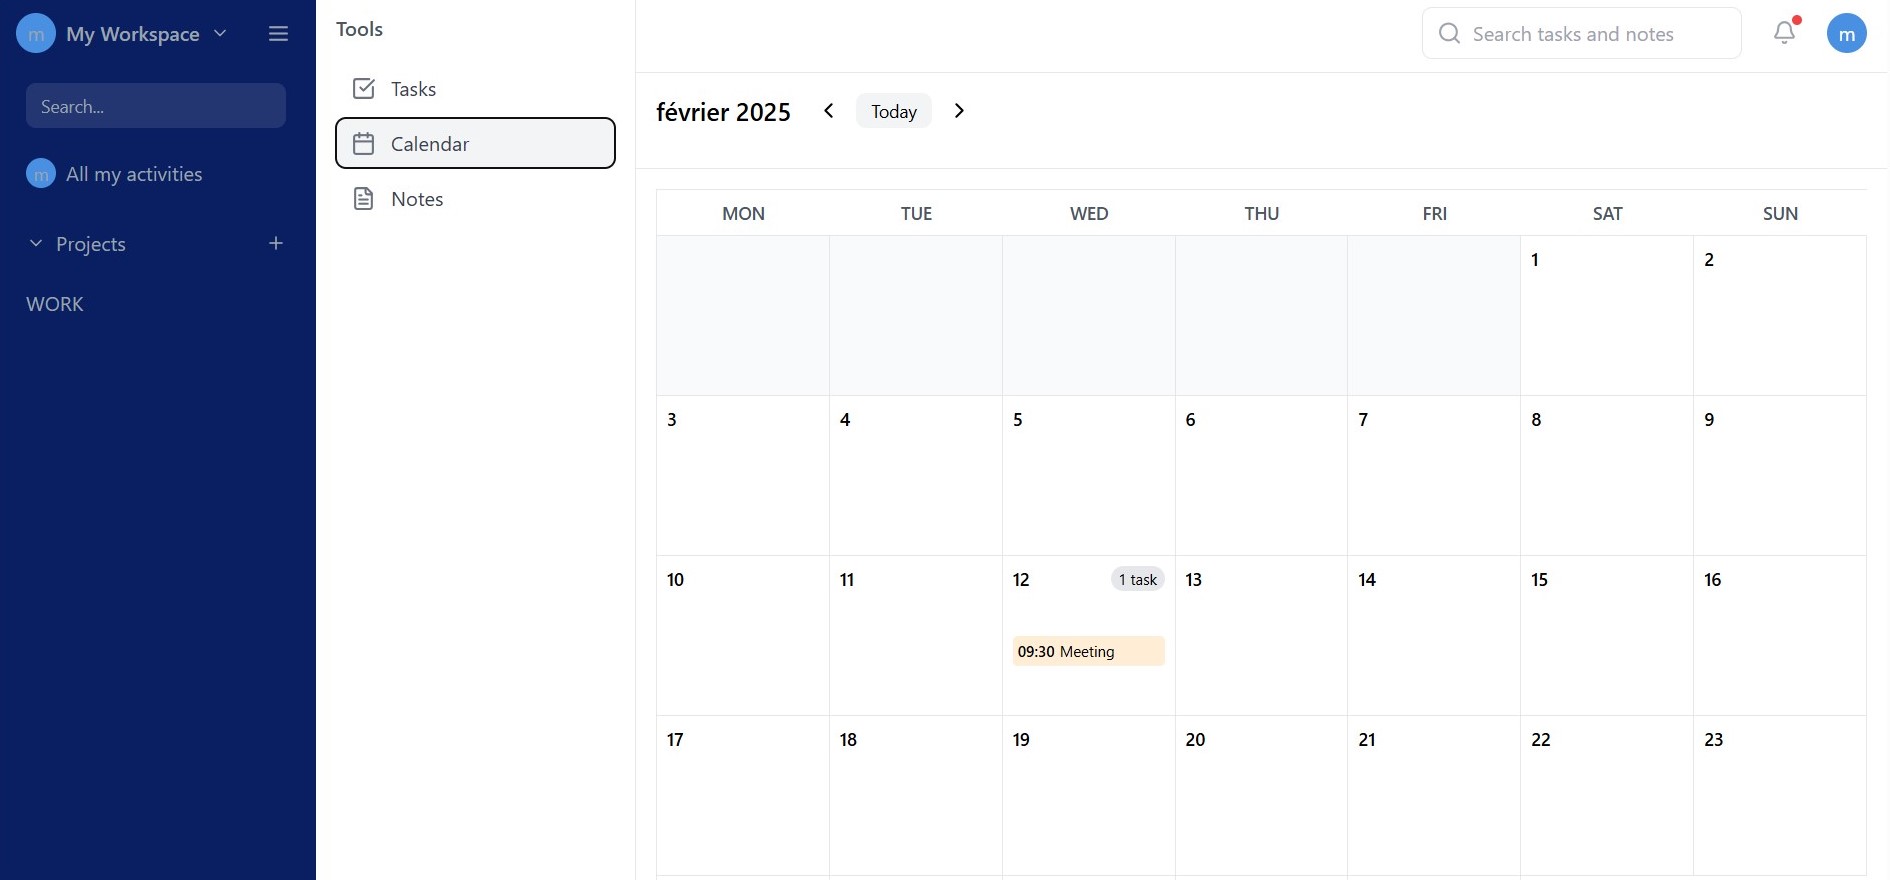 m My Workspace
Search...
m All my activities
Projects
WORK
Tools
Tasks
Calendar
Notes
Search tasks and notes
m
février 2025
Today
MON TUE WED THU FRI SAT SUN
1 2
3 4 5 6 7 8 9
10 11 12 1 task 13 14 15 16
09:30 Meeting
17 18 19 20 21 22 23